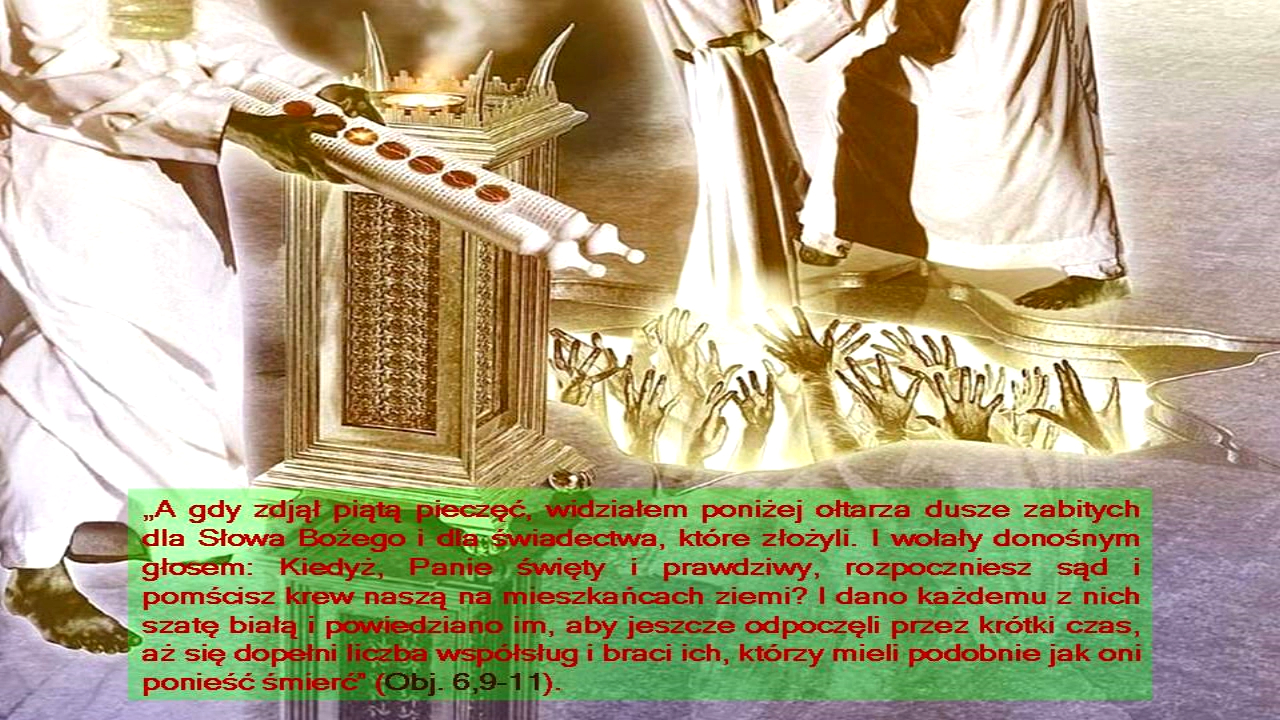 „A gdy zdjął piątą pieczęć, widziałem poniżej ołtarza dusze zabitych
dla Słowa Bożego i dla świadectwa, które złożyli. I wołały donośnym
głosem: Kiedyż, Panie święty i prawdziwy, rozpoczniesz sąd i
pomścisz krew naszą na mieszkańcach ziemi? I dano każdemu z nich
szatę białą i powiedziano im, aby jeszcze odpoczęli przez krótki czas,
aż się dopełni liczba współsług i braci ich, którzy mieli podobnie jak oni
ponieść śmierć” (Obj. 6,9-11).